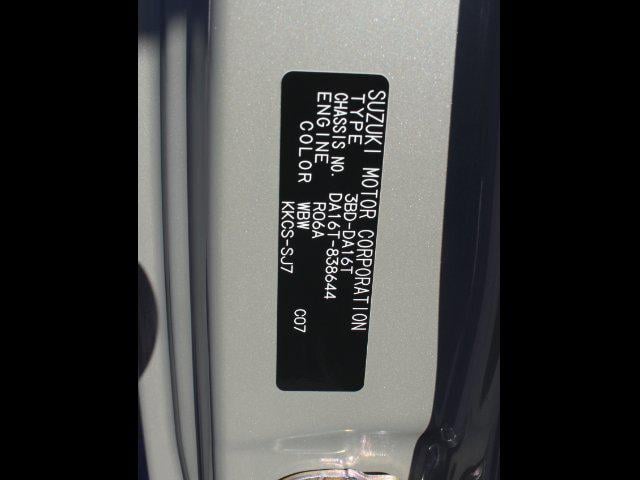 SUZUKI MOTOR CORPORATION
TYPE 3BD-DA16T
CHASSIS NO. DA16T-838644
ENGINE R06A
COLOR WBW
KKCS-SJ7 C07